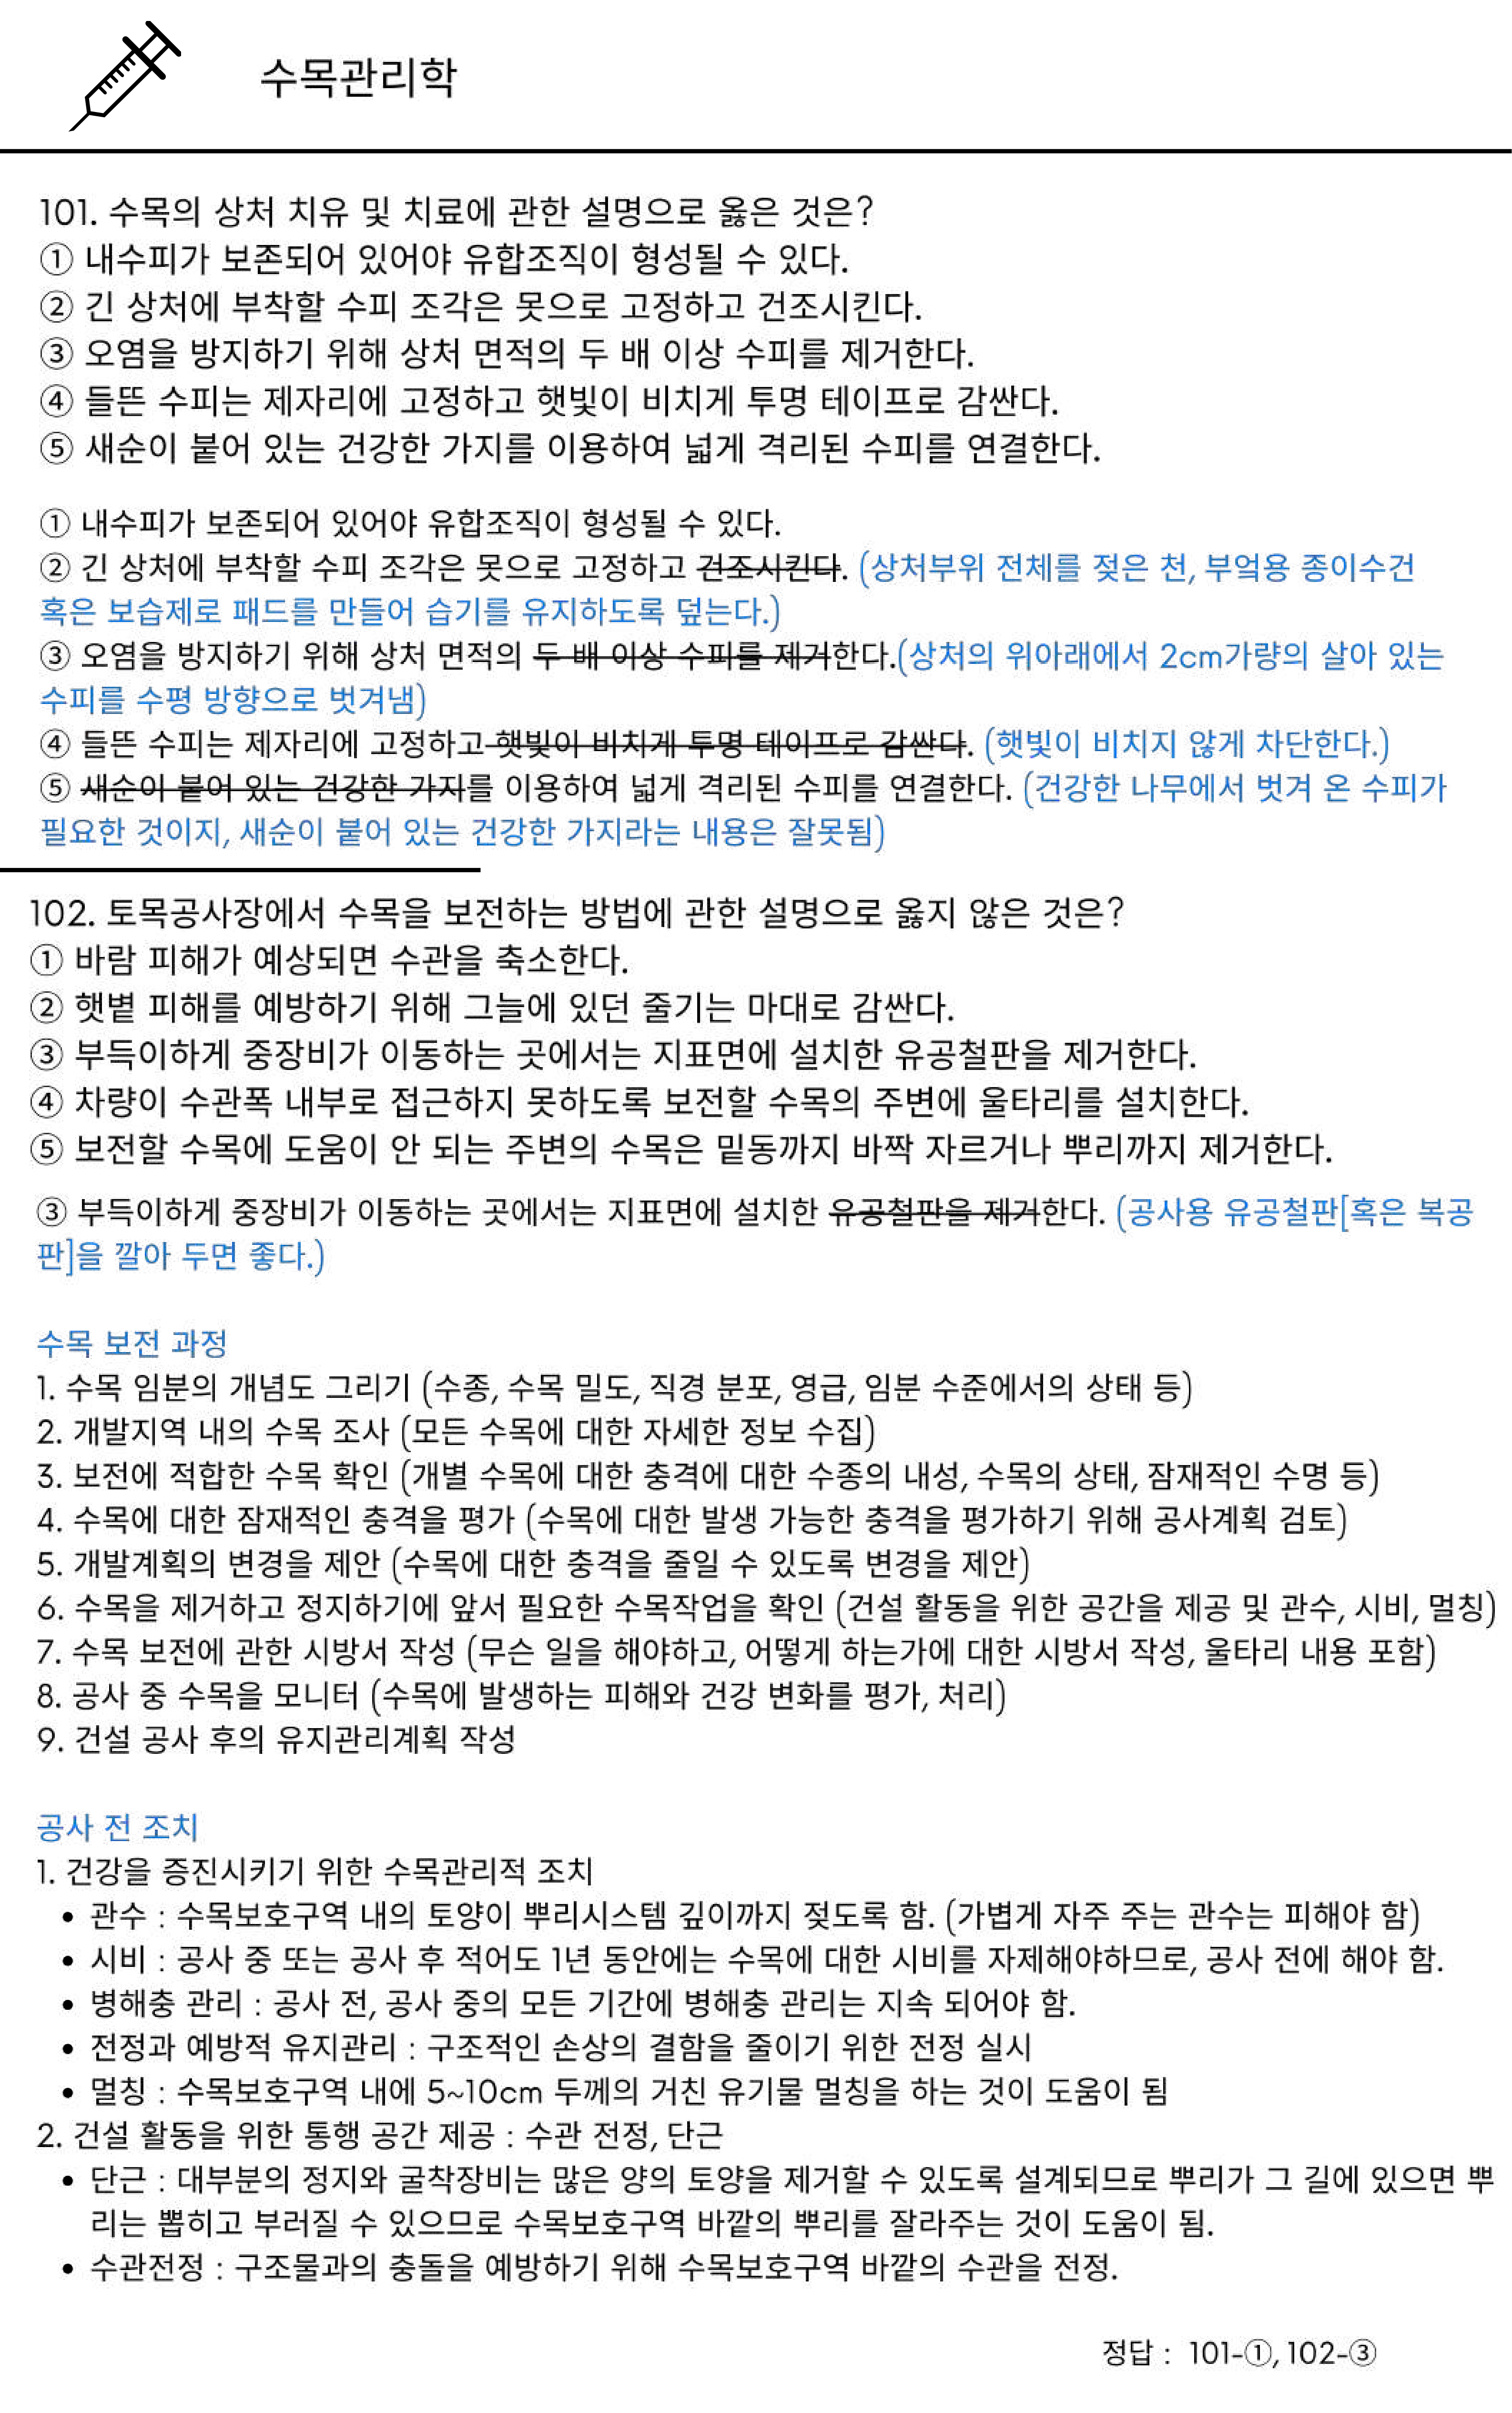 수목관리학
101. 수목의 상처 치유 및 치료에 관한 설명으로 옳은 것은?
① 내수피가 보존되어 있어야 유합조직이 형성될 수 있다.
② 긴 상처에 부착할 수피 조각은 못으로 고정하고 건조시킨다.
③ 오염을 방지하기 위해 상처 면적의 두 배 이상 수피를 제거한다.
④ 들뜬 수피는 제자리에 고정하고 햇빛이 비치게 투명 테이프로 감싼다.
⑤ 새순이 붙어 있는 건강한 가지를 이용하여 넓게 격리된 수피를 연결한다.
① 내수피가 보존되어 있어야 유합조직이 형성될 수 있다.
② 긴 상처에 부착할 수피 조각은 못으로 고정하고 건조시킨다. (상처부위 전체를 젖은 천, 부엌용 종이수건
혹은 보습제로 패드를 만들어 습기를 유지하도록 덮는다.)
③ 오염을 방지하기 위해 상처 면적의 두 배 이상 수피를 제거한다.(상처의 위아래에서 2cm가량의 살아 있는
수피를 수평 방향으로 벗겨냄)
④ 들뜬 수피는 제자리에 고정하고 햇빛이 비치게 투명 테이프로 감싼다. (햇빛이 비치지 않게 차단한다.)
⑤ 새순이 붙어 있는 건강한 가지를 이용하여 넓게 격리된 수피를 연결한다. (건강한 나무에서 벗겨 온 수피가
필요한 것이지, 새순이 붙어 있는 건강한 가지라는 내용은 잘못됨)
102. 토목공사장에서 수목을 보전하는 방법에 관한 설명으로 옳지 않은 것은?
① 바람 피해가 예상되면 수관을 축소한다.
② 햇볕 피해를 예방하기 위해 그늘에 있던 줄기는 마대로 감싼다.
③ 부득이하게 중장비가 이동하는 곳에서는 지표면에 설치한 유공철판을 제거한다.
④ 차량이 수관폭 내부로 접근하지 못하도록 보전할 수목의 주변에 울타리를 설치한다.
⑤ 보전할 수목에 도움이 안 되는 주변의 수목은 밑동까지 바짝 자르거나 뿌리까지 제거한다.
③ 부득이하게 중장비가 이동하는 곳에서는 지표면에 설치한 유공철판을 제거한다. (공사용 유공철판[혹은 복공
판]을 깔아 두면 좋다.)
수목 보전 과정
1. 수목 임분의 개념도 그리기 (수종, 수목 밀도, 직경 분포, 영급, 임분 수준에서의 상태 등)
2. 개발지역 내의 수목 조사 (모든 수목에 대한 자세한 정보 수집)
3. 보전에 적합한 수목 확인 (개별 수목에 대한 충격에 대한 수종의 내성, 수목의 상태, 잠재적인 수명 등)
4. 수목에 대한 잠재적인 충격을 평가 (수목에 대한 발생 가능한 충격을 평가하기 위해 공사계획 검토)
5. 개발계획의 변경을 제안 (수목에 대한 충격을 줄일 수 있도록 변경을 제안)
6. 수목을 제거하고 정지하기에 앞서 필요한 수목작업을 확인 (건설 활동을 위한 공간을 제공 및 관수, 시비, 멀칭)
7. 수목 보전에 관한 시방서 작성 (무슨 일을 해야하고, 어떻게 하는가에 대한 시방서 작성, 울타리 내용 포함)
8. 공사 중 수목을 모니터 (수목에 발생하는 피해와 건강 변화를 평가, 처리)
9. 건설 공사 후의 유지관리계획 작성
공사 전 조치
1. 건강을 증진시키기 위한 수목관리적 조치
• 관수 : 수목보호구역 내의 토양이 뿌리시스템 깊이까지 젖도록 함. (가볍게 자주 주는 관수는 피해야 함)
• 시비 : 공사 중 또는 공사 후 적어도 1년 동안에는 수목에 대한 시비를 자제해야하므로, 공사 전에 해야 함.
• 병해충 관리 : 공사 전, 공사 중의 모든 기간에 병해충 관리는 지속 되어야 함.
• 전정과 예방적 유지관리 : 구조적인 손상의 결함을 줄이기 위한 전정 실시
• 멀칭 : 수목보호구역 내에 5~10cm 두께의 거친 유기물 멀칭을 하는 것이 도움이 됨
2. 건설 활동을 위한 통행 공간 제공 : 수관 전정, 단근
• 단근 : 대부분의 정지와 굴착장비는 많은 양의 토양을 제거할 수 있도록 설계되므로 뿌리가 그 길에 있으면 뿌
리는 뽑히고 부러질 수 있으므로 수목보호구역 바깥의 뿌리를 잘라주는 것이 도움이 됨.
• 수관전정 : 구조물과의 충돌을 예방하기 위해 수목보호구역 바깥의 수관을 전정.
정답 : 101-①, 102-③